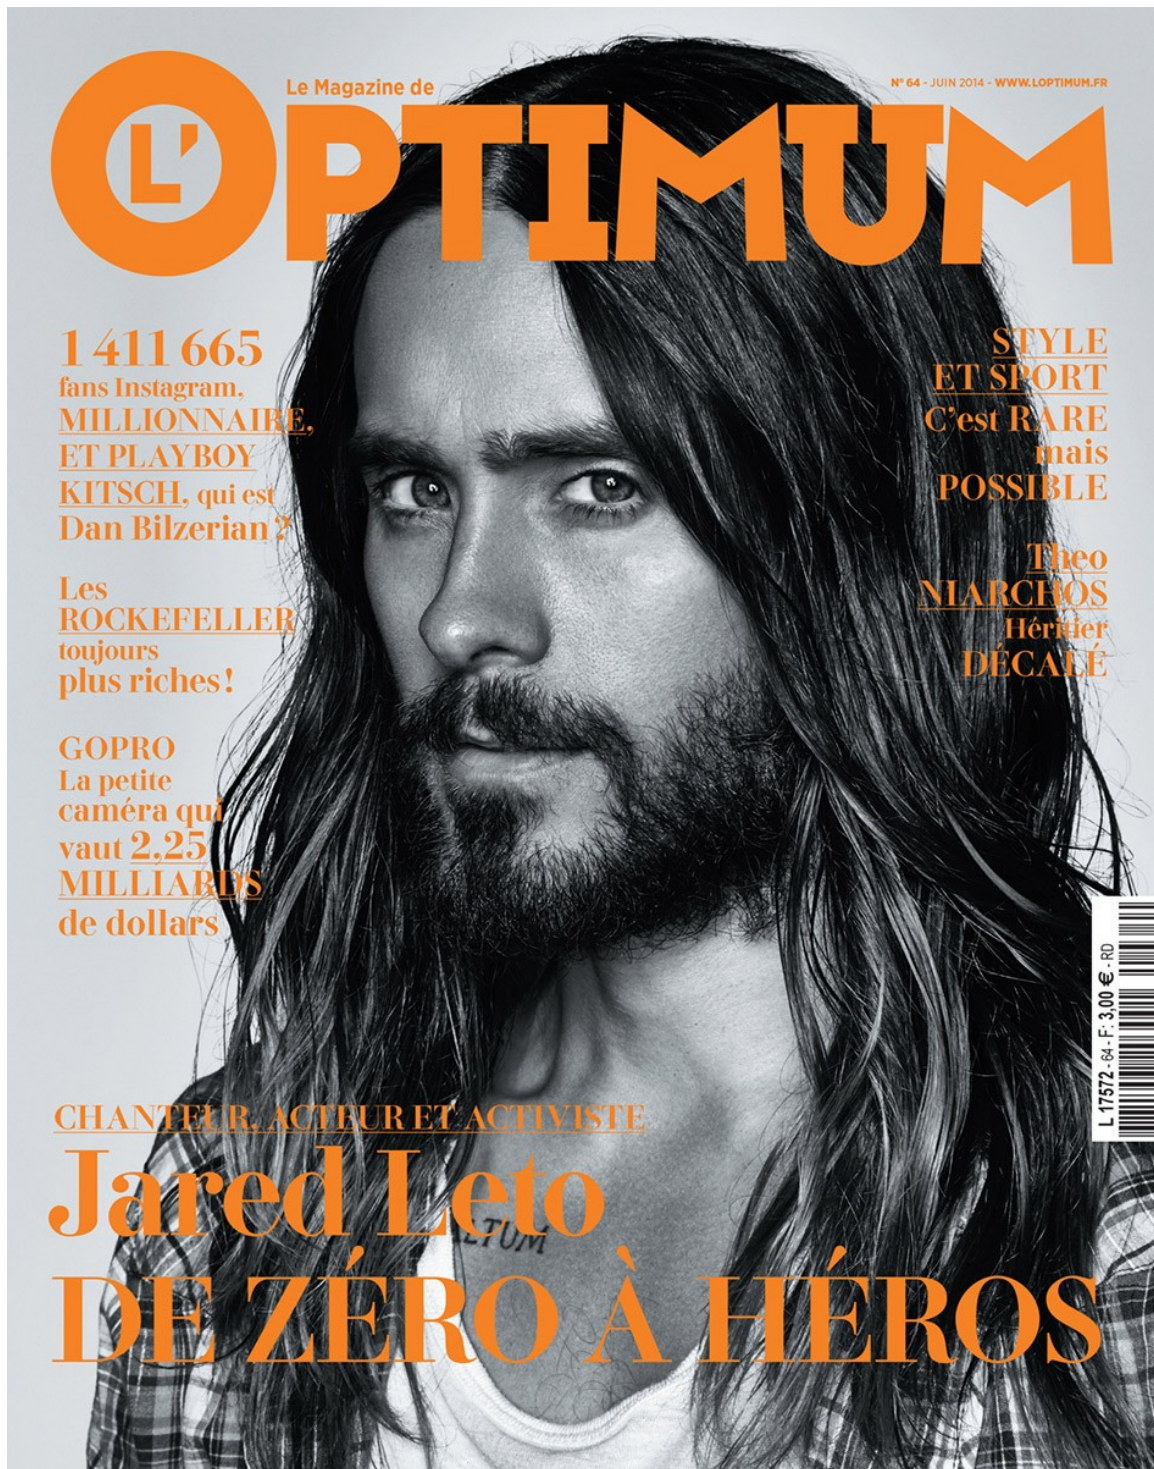 Le Magazine de
N° 64 - JUIN 2014 - WWW.LOPTIMUM.FR
L'OPTIMUM
1 411 665
fans Instagram,
MILLIONNAIRE,
ET PLAYBOY
KITSCH, qui est
Dan Bilzerian ?
Les
ROCKEFELLER
toujours
plus riches !
GOPRO
La petite
caméra qui
vaut 2,25
MILLIARDS
de dollars
STYLE
ET SPORT
C'est RARE
mais
POSSIBLE
Theo
NIARCHOS
Héritier
DÉCALÉ
L 17572 - 64 - F: 3,00 € - RD
CHANTEUR, ACTEUR ET ACTIVISTE
Jared Leto
ALTUM
DE ZÉRO À HÉROS